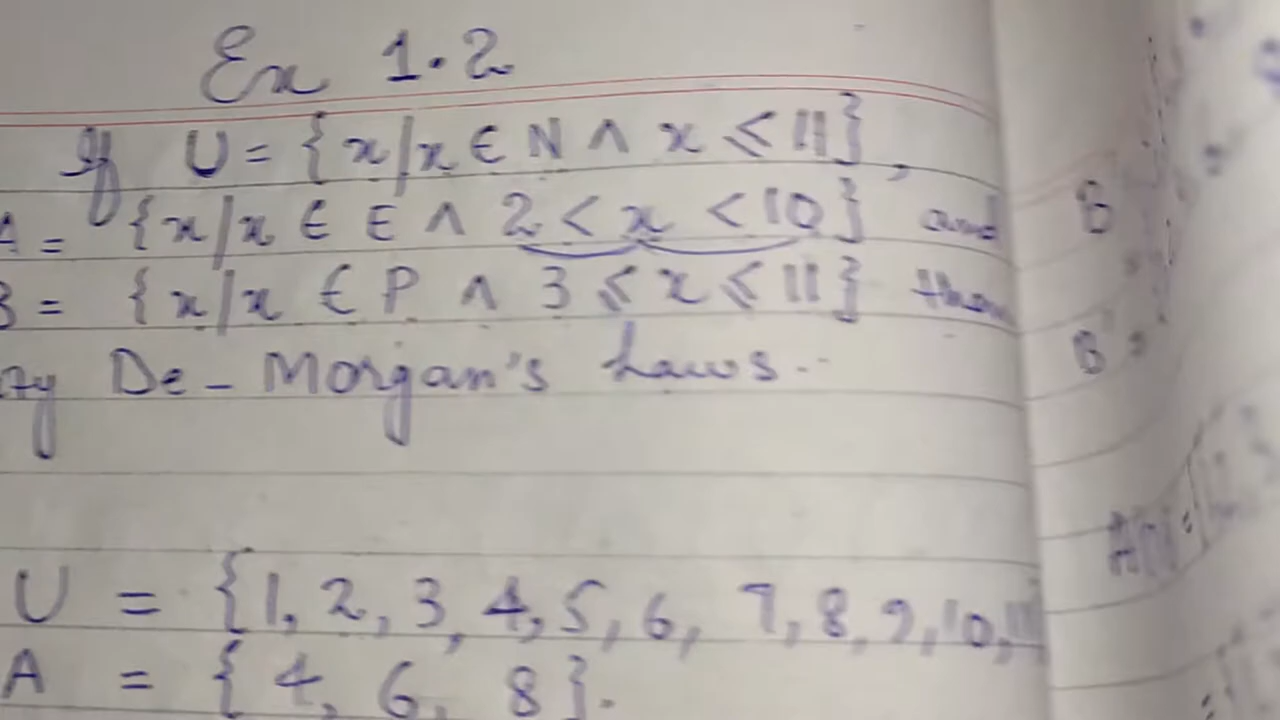 Ex 1.2
If U = {x/x ∈ N ∧ x ⩽ 11},
A = {x/x ∈ E ∧ 2 < x < 10} and
B = {x/x ∈ P ∧ 3 ⩽ x ⩽ 11} then
De-Morgan's Laws.
U = {1, 2, 3, 4, 5, 6, 7, 8, 9, 10, 11
A = {4, 6, 8}.
B
B =